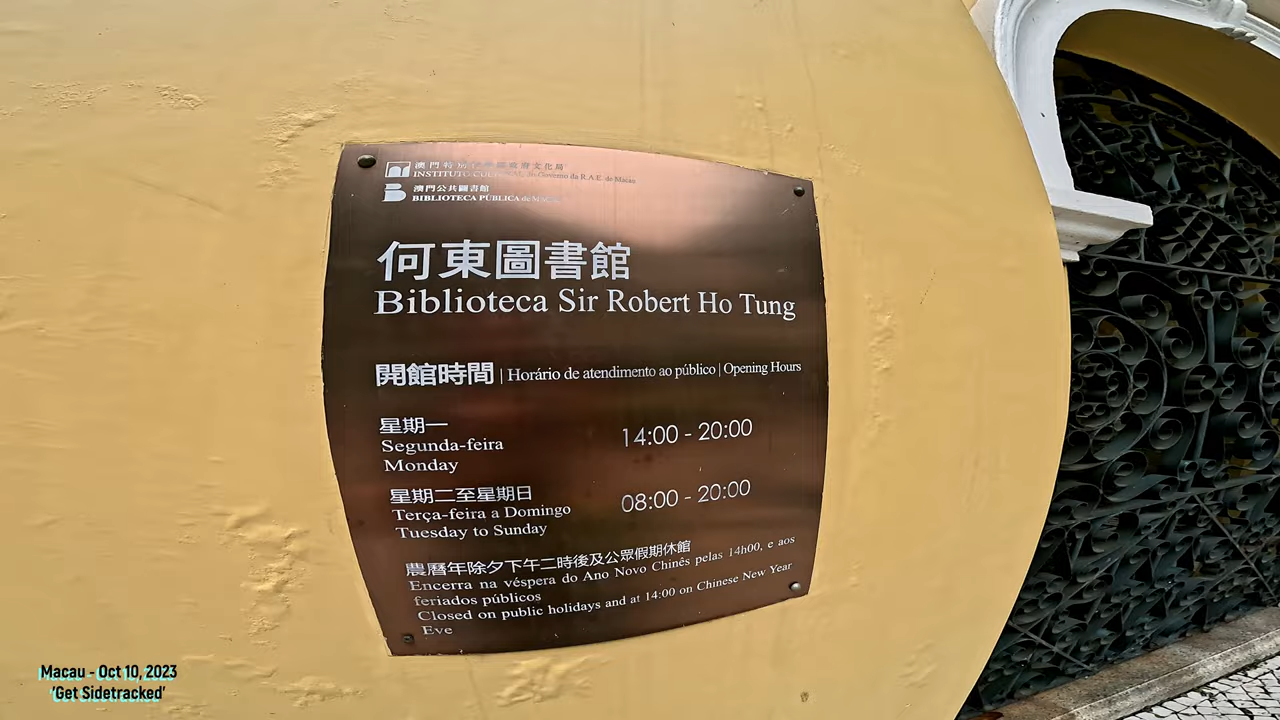 澳門特別行政區政府文化局
INSTITUTO CULTURAL do Governo da R.A.E. de Macau
澳門公共圖書館
BIBLIOTECA PÚBLICA de MACAU
何東圖書館
Biblioteca Sir Robert Ho Tung
開館時間 | Horário de atendimento ao público | Opening Hours
星期一
Segunda-feira
Monday
14:00 - 20:00
星期二至星期日
Terça-feira a Domingo
Tuesday to Sunday
08:00 - 20:00
農曆年除夕下午二時後及公眾假期休館
Encerra na véspera do Ano Novo Chinês pelas 14h00, e aos
feriados públicos
Closed on public holidays and at 14:00 on Chinese New Year
Eve
Macau - Oct 10, 2023
'Get Sidetracked'